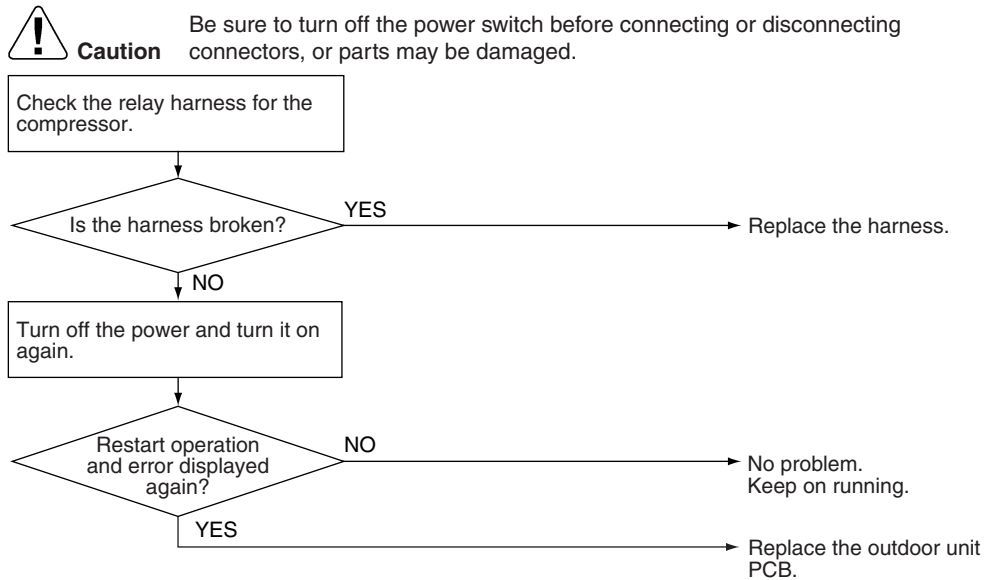 Be sure to turn off the power switch before connecting or disconnecting
Caution connectors, or parts may be damaged.
Check the relay harness for the
compressor.
Is the harness broken?
YES
Replace the harness.
NO
Turn off the power and turn it on
again.
Restart operation
and error displayed
again?
NO
No problem.
Keep on running.
YES
Replace the outdoor unit
PCB.